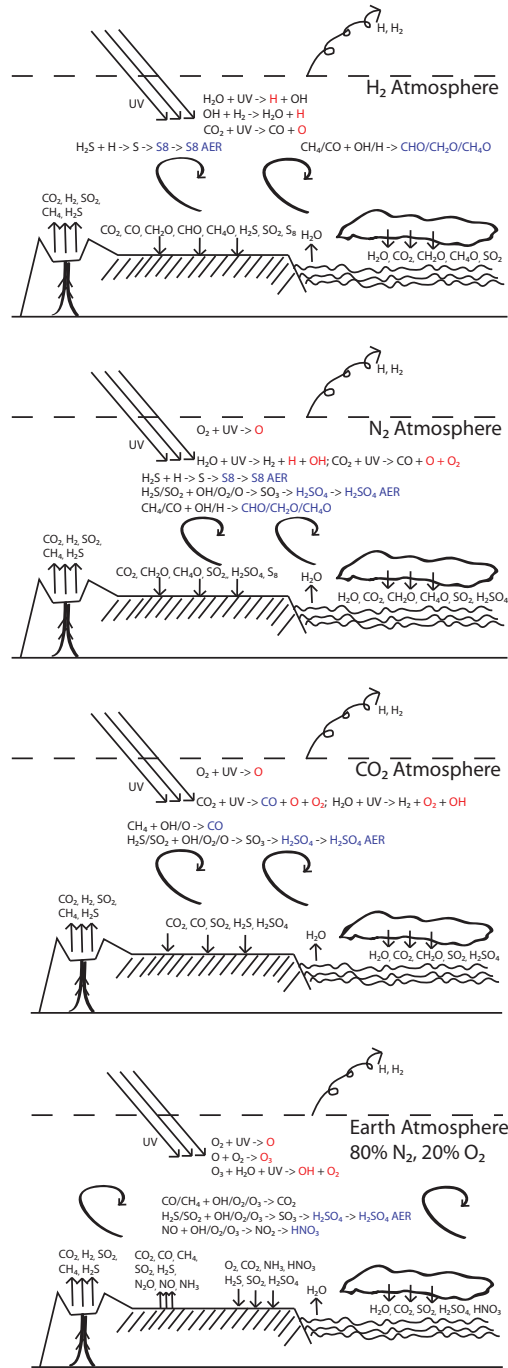 H, H₂
H₂ Atmosphere
UV
H₂O + UV -> H + OH
OH + H₂ -> H₂O + H
CO₂ + UV -> CO + O
H₂S + H -> S -> S8 -> S8 AER
CH₄/CO + OH/H -> CHO/CH₂O/CH₄O
CO₂, H₂, SO₂,
CH₄, H₂S
CO₂, CO, CH₂O, CHO, CH₄O, H₂S, SO₂, S₈
H₂O
H₂O, CO₂, CH₂O, CH₄O, SO₂
H, H₂
N₂ Atmosphere
O₂ + UV -> O
UV
H₂O + UV -> H₂ + H + OH; CO₂ + UV -> CO + O + O₂
H₂S + H -> S -> S8 -> S8 AER
H₂S/SO₂ + OH/O₂/O -> SO₃ -> H₂SO₄ -> H₂SO₄ AER
CH₄/CO + OH/H -> CHO/CH₂O/CH₄O
CO₂, H₂, SO₂,
CH₄, H₂S
CO₂, CH₂O, CH₄O, SO₂, H₂SO₄, S₈
H₂O
H₂O, CO₂, CH₂O, CH₄O, SO₂, H₂SO₄
H, H₂
CO₂ Atmosphere
O₂ + UV -> O
UV
CO₂ + UV -> CO + O + O₂; H₂O + UV -> H₂ + O₂ + OH
CH₄ + OH/O -> CO
H₂S/SO₂ + OH/O₂/O -> SO₃ -> H₂SO₄ -> H₂SO₄ AER
CO₂, H₂, SO₂,
CH₄, H₂S
CO₂, CO, SO₂, H₂S, H₂SO₄
H₂O
H₂O, CO₂, CH₂O, SO₂, H₂SO₄
H, H₂
Earth Atmosphere
80% N₂, 20% O₂
UV
O₂ + UV -> O
O + O₂ -> O₃
O₃ + H₂O + UV -> OH + O₂
CO/CH₄ + OH/O₂/O₃ -> CO₂
H₂S/SO₂ + OH/O₂/O₃ -> SO₃ -> H₂SO₄ -> H₂SO₄ AER
NO + OH/O₂/O₃ -> NO₂ -> HNO₃
CO₂, H₂, SO₂,
CH₄, H₂S
CO₂, CO, CH₄,
SO₂, H₂S,
N₂O, NO, NH₃
O₂, CO₂, NH₃, HNO₃
H₂S, SO₂, H₂SO₄
H₂O
H₂O, CO₂, SO₂, H₂SO₄, HNO₃